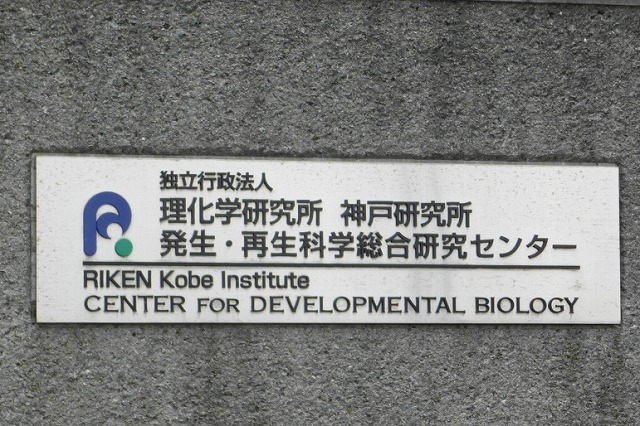 独立行政法人
理化学研究所 神戸研究所
発生・再生科学総合研究センター
RIKEN Kobe Institute
CENTER FOR DEVELOPMENTAL BIOLOGY